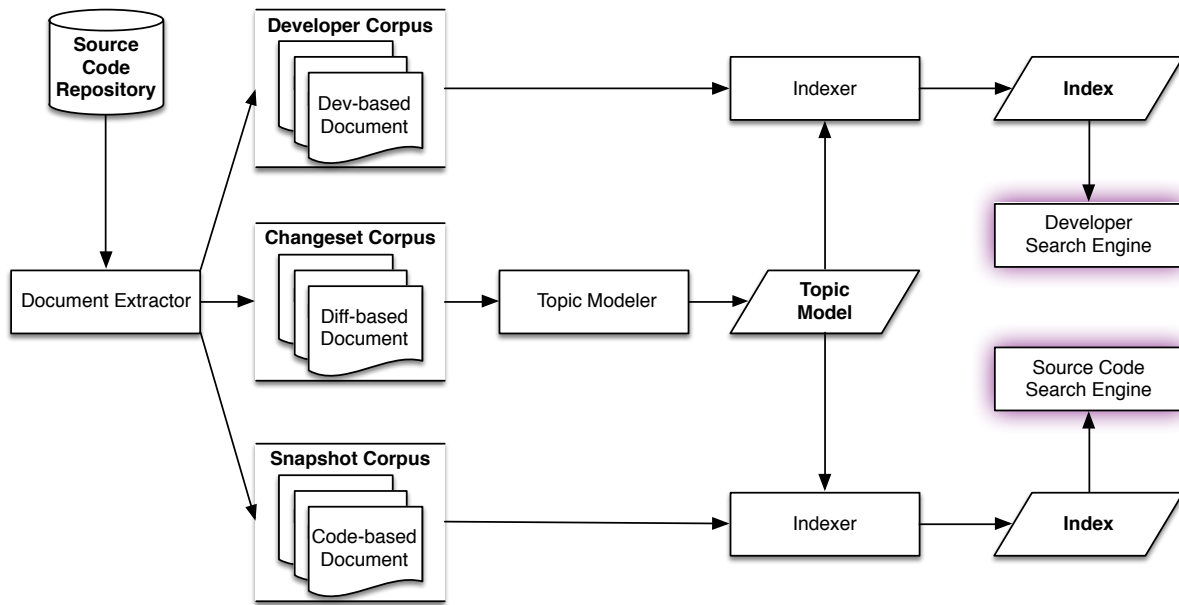 Source
Code
Repository
Developer Corpus
Dev-based
Document
Indexer
Index
Developer
Search Engine
Document Extractor
Changeset Corpus
Diff-based
Document
Topic Modeler
Topic
Model
Source Code
Search Engine
Snapshot Corpus
Code-based
Document
Indexer
Index